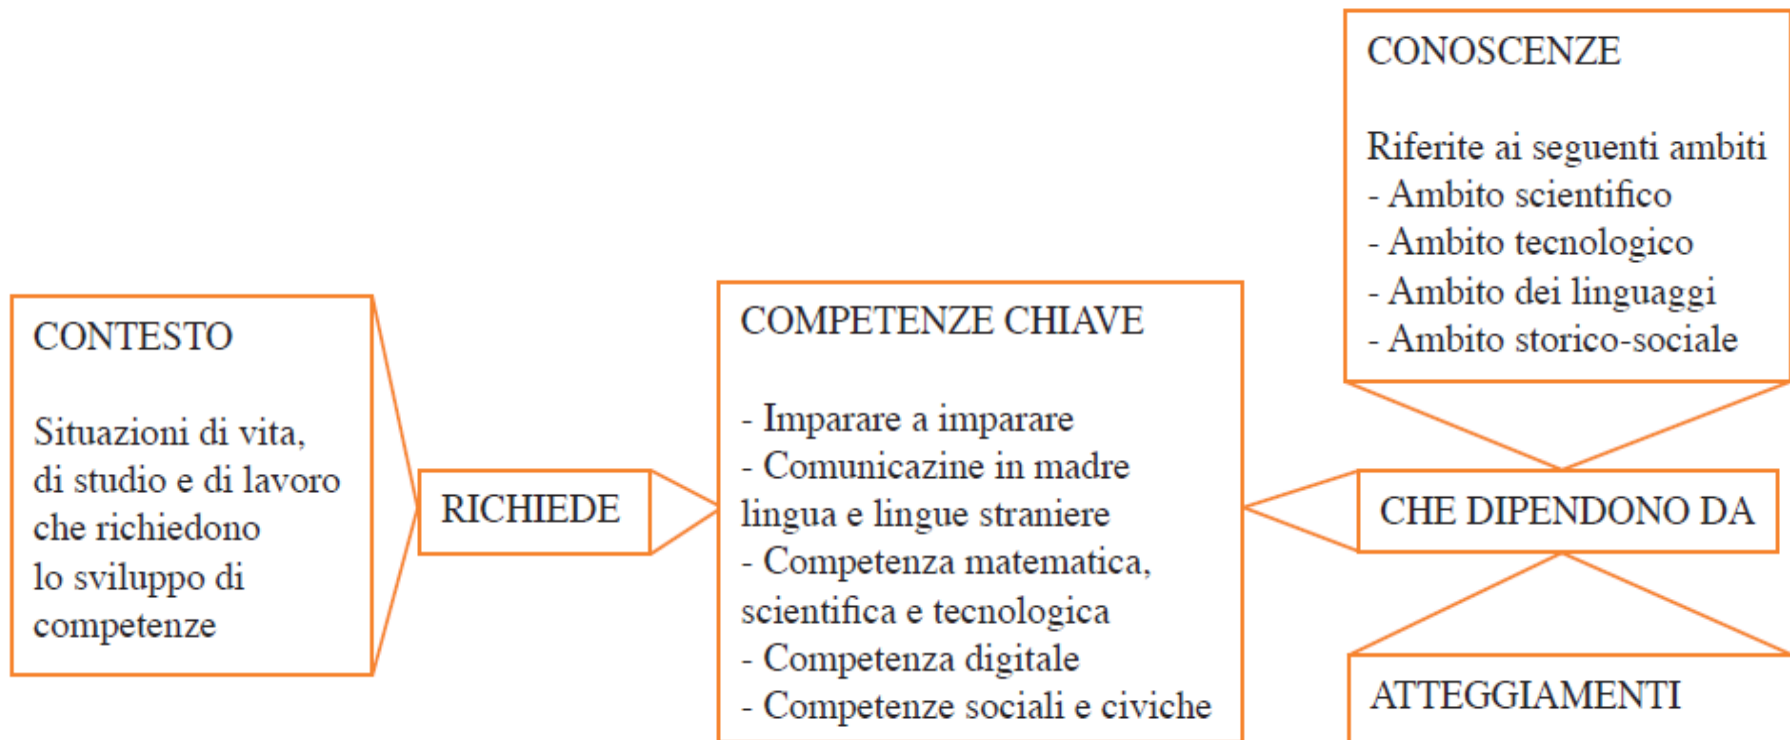 CONTESTO
Situazioni di vita,
di studio e di lavoro
che richiedono
lo sviluppo di
competenze
RICHIEDE
COMPETENZE CHIAVE
- Imparare a imparare
- Comunicazine in madre
lingua e lingue straniere
- Competenza matematica,
scientifica e tecnologica
- Competenza digitale
- Competenze sociali e civiche
CONOSCENZE
Riferite ai seguenti ambiti
- Ambito scientifico
- Ambito tecnologico
- Ambito dei linguaggi
- Ambito storico-sociale
CHE DIPENDONO DA
ATTEGGIAMENTI